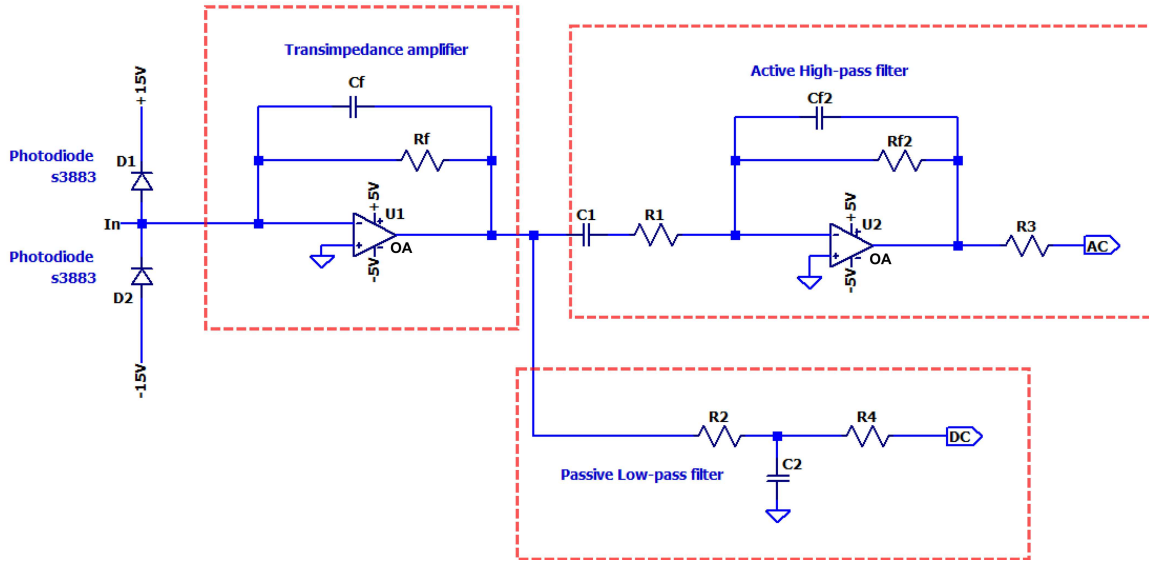 Transimpedance amplifier
Active High-pass filter
Cf
Cf2
+15V
Rf
Rf2
Photodiode
s3883
D1
+5V
+5V
In
U1
C1
R1
U2
R3
OA
OA
AC
Photodiode
s3883
-5V
-5V
D2
-15V
R2
R4
DC
C2
Passive Low-pass filter